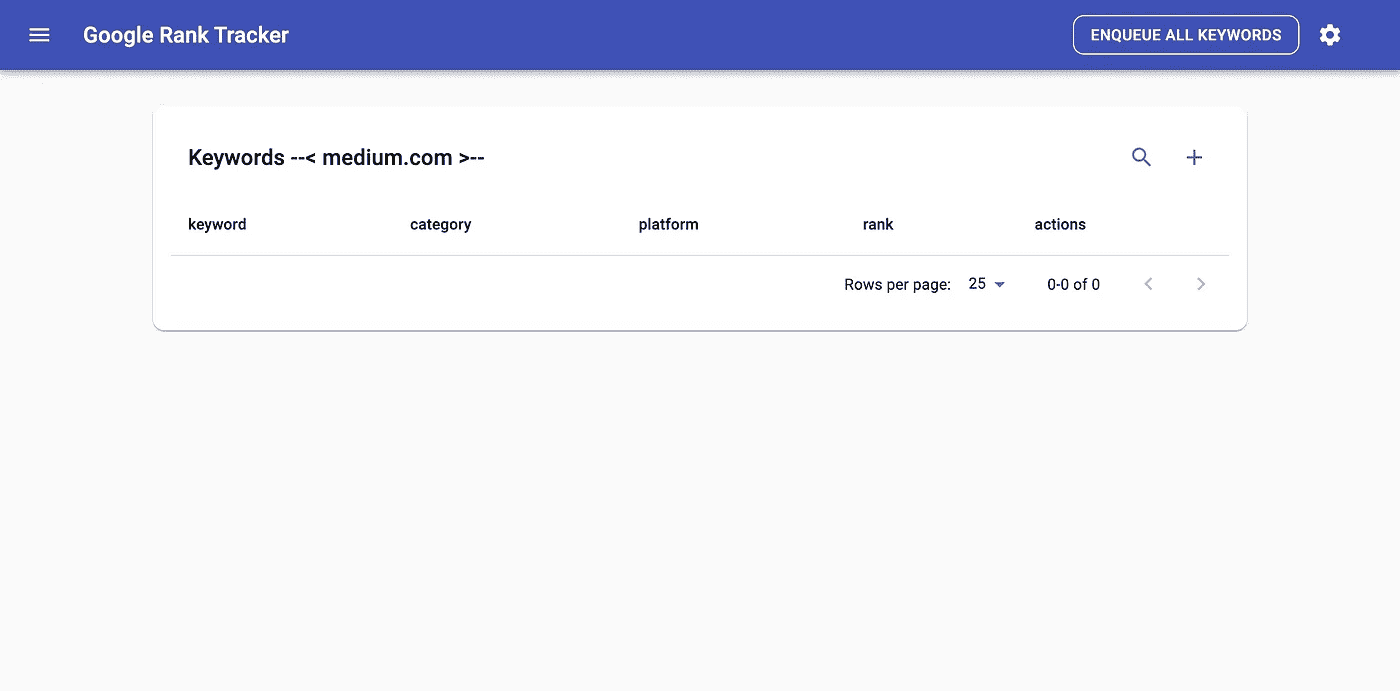 Google Rank Tracker
ENQUEUE ALL KEYWORDS
Keywords --< medium.com >--
keyword category platform rank actions
Rows per page: 25 0-0 of 0